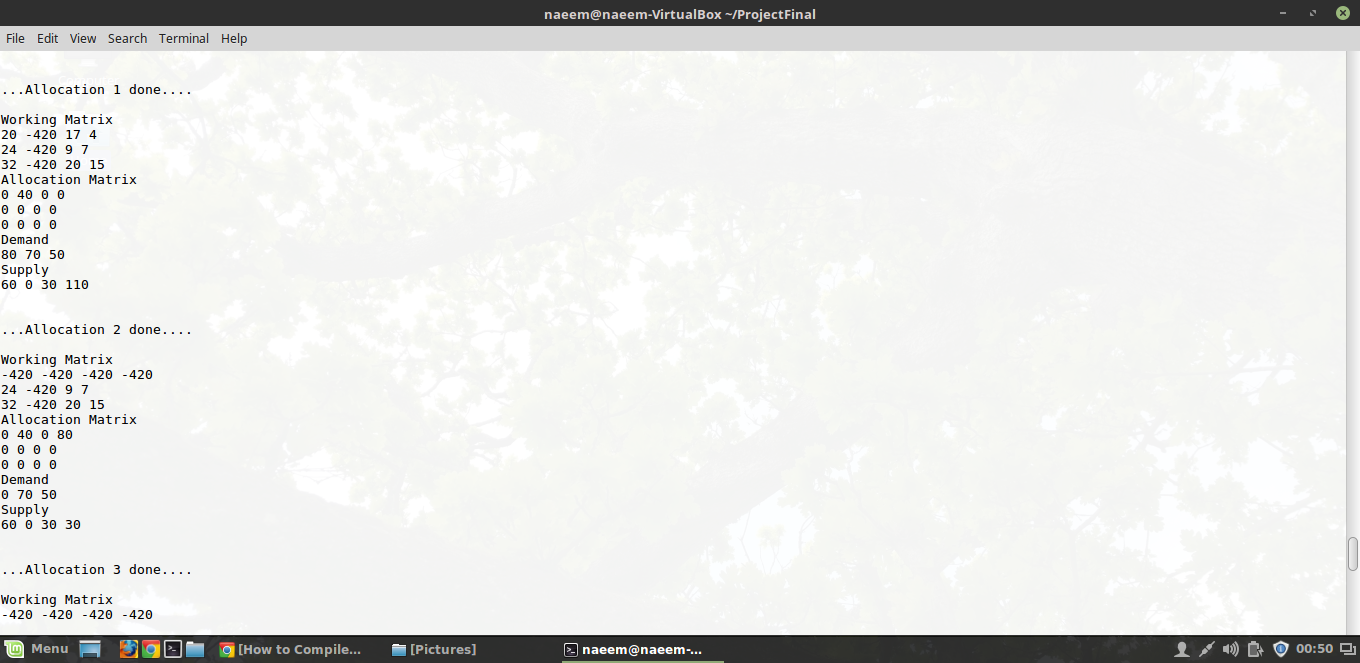 naeem@naeem-VirtualBox ~/ProjectFinal
File Edit View Search Terminal Help
...Allocation 1 done....
Working Matrix
20 -420 17 4
24 -420 9 7
32 -420 20 15
Allocation Matrix
0 40 0 0
0 0 0 0
0 0 0 0
Demand
80 70 50
Supply
60 0 30 110
...Allocation 2 done....
Working Matrix
-420 -420 -420 -420
24 -420 9 7
32 -420 20 15
Allocation Matrix
0 40 0 80
0 0 0 0
0 0 0 0
Demand
0 70 50
Supply
60 0 30 30
...Allocation 3 done....
Working Matrix
-420 -420 -420 -420
Menu [How to Compile... [Pictures] naeem@naeem-... 00:50